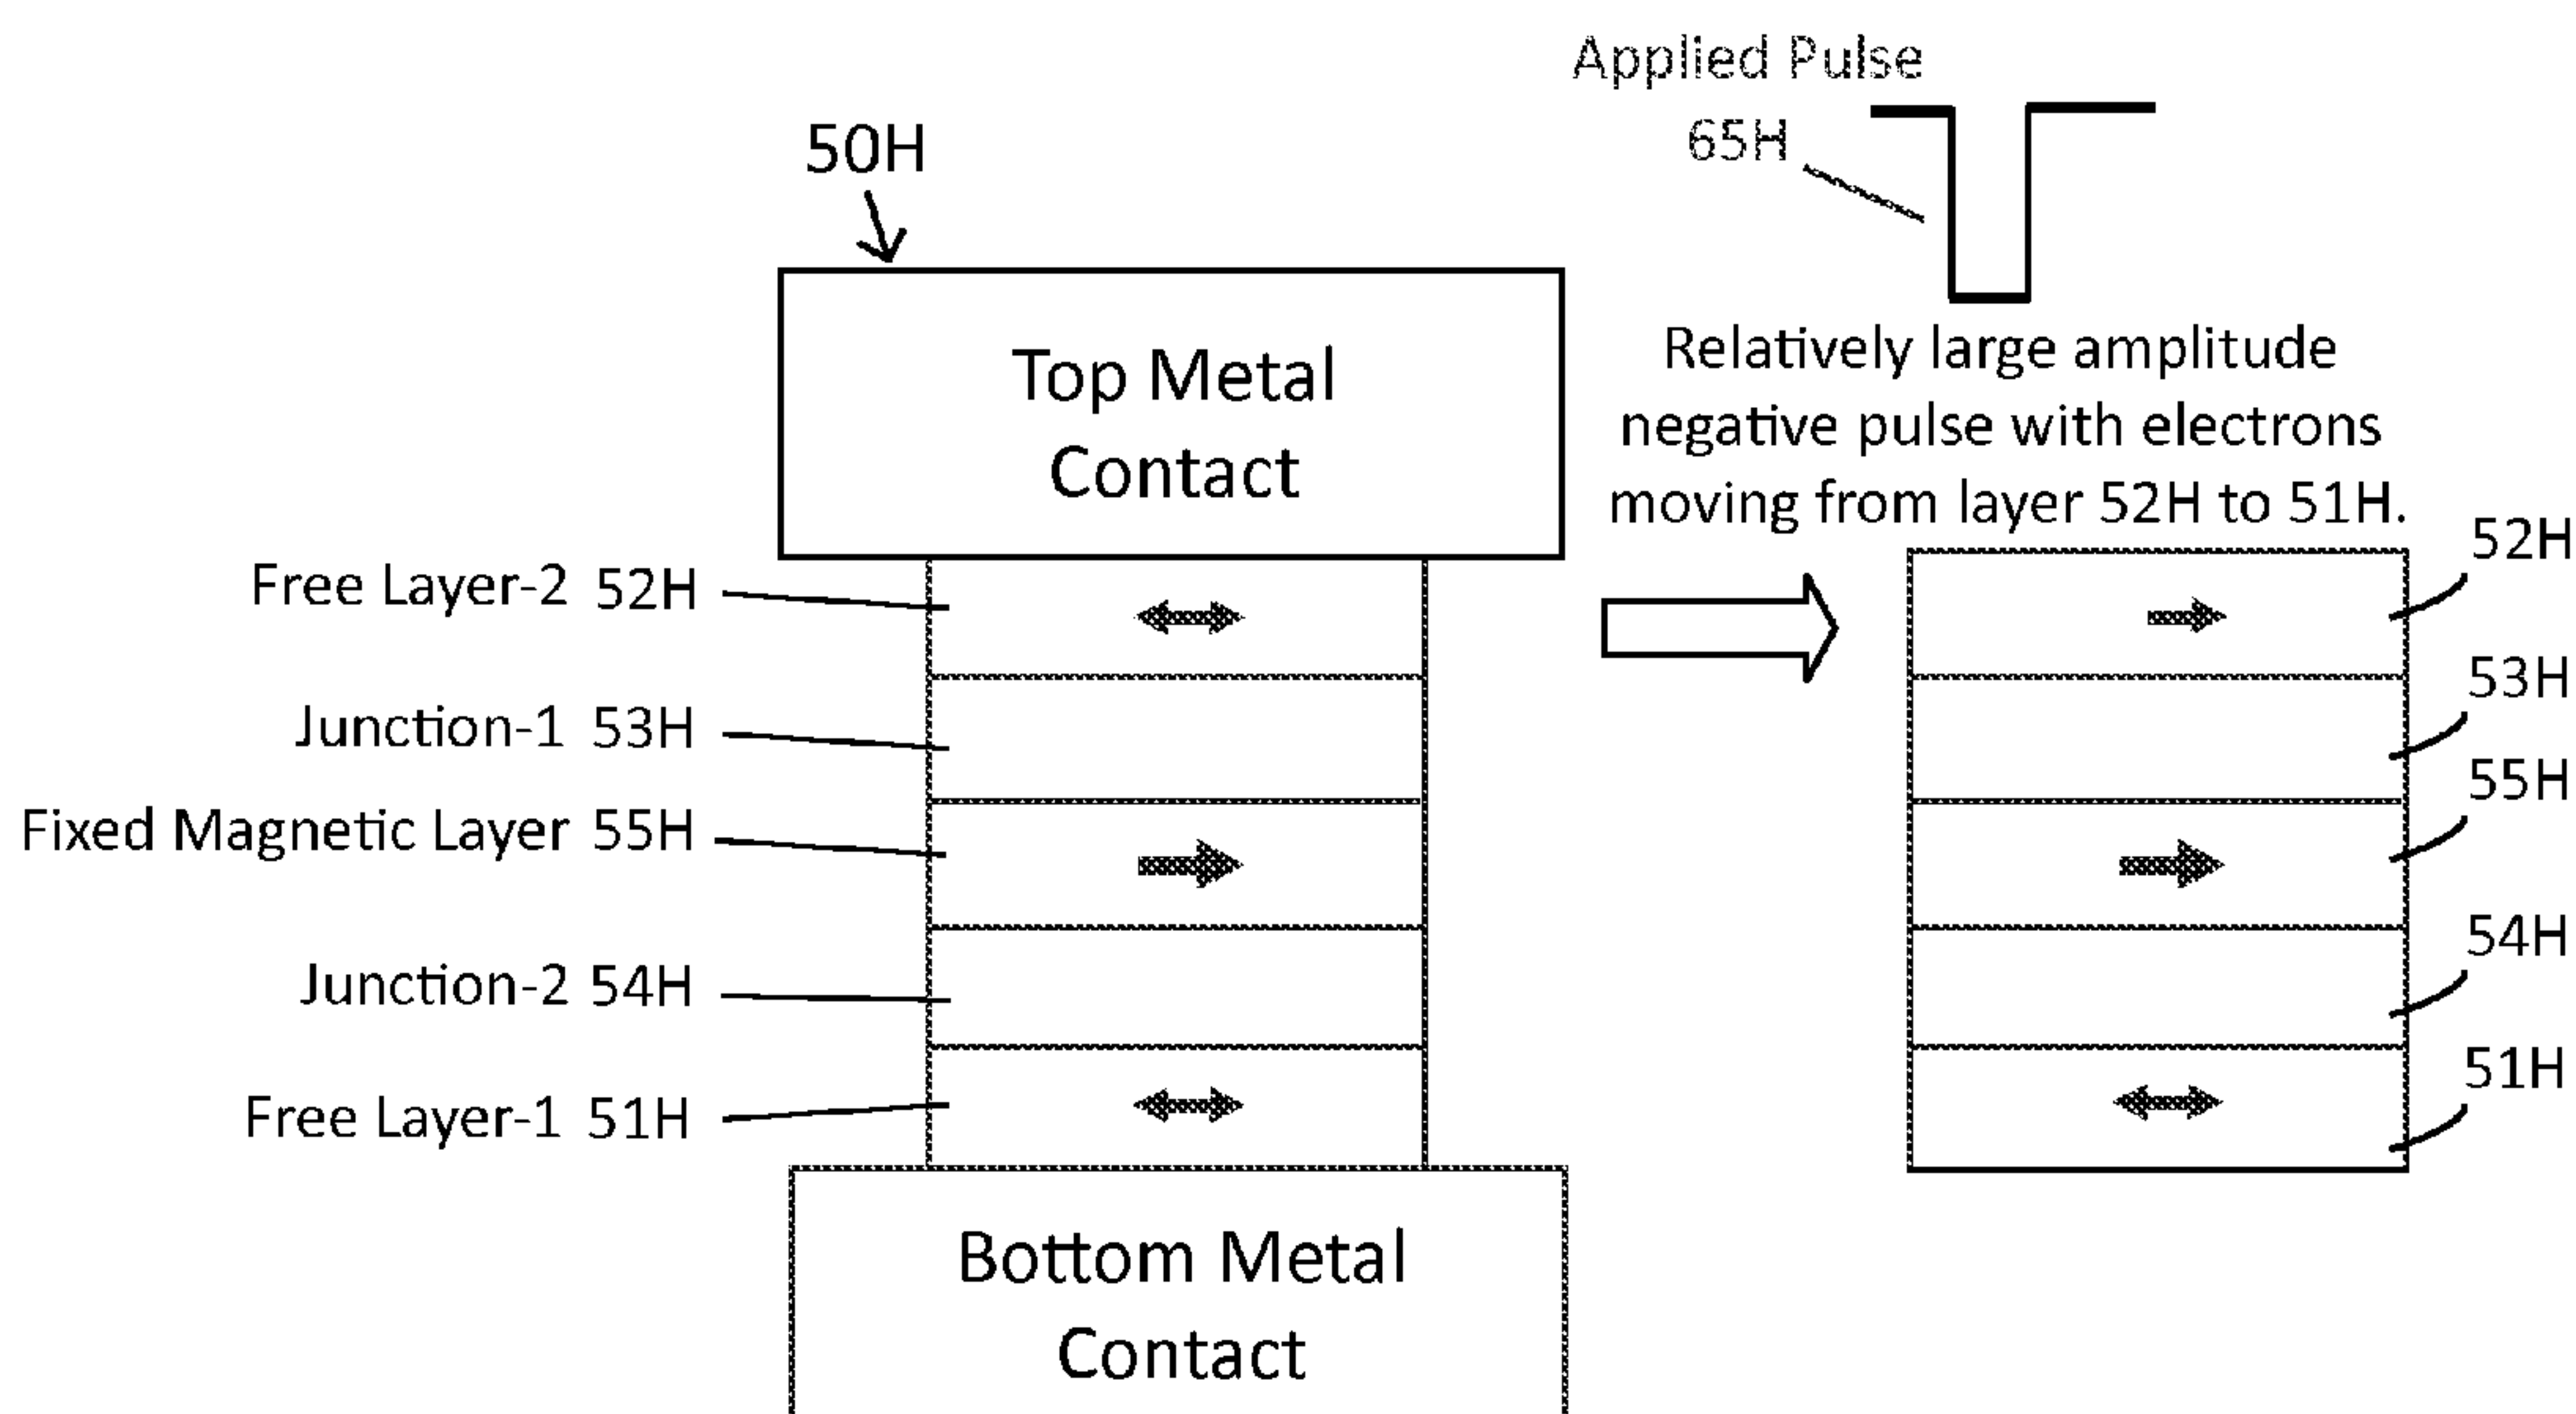 Applied Pulse
65H
50H
Relatively large amplitude
negative pulse with electrons
moving from layer 52H to 51H.
Top Metal
Contact
Free Layer-2 52H
Junction-1 53H
Fixed Magnetic Layer 55H
Junction-2 54H
Free Layer-1 51H
52H
53H
55H
54H
51H
Bottom Metal
Contact